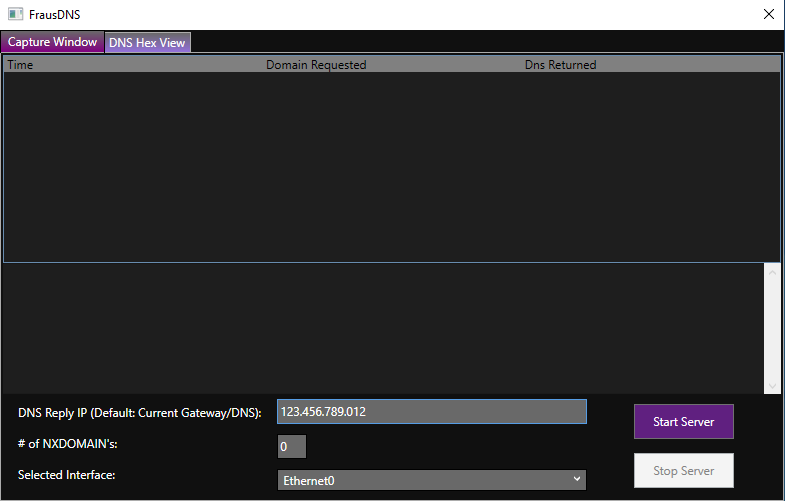 FrausDNS
Capture Window DNS Hex View
Time Domain Requested Dns Returned
DNS Reply IP (Default: Current Gateway/DNS): 123.456.789.012
Start Server
# of NXDOMAIN's: 0
Stop Server
Selected Interface: Ethernet0